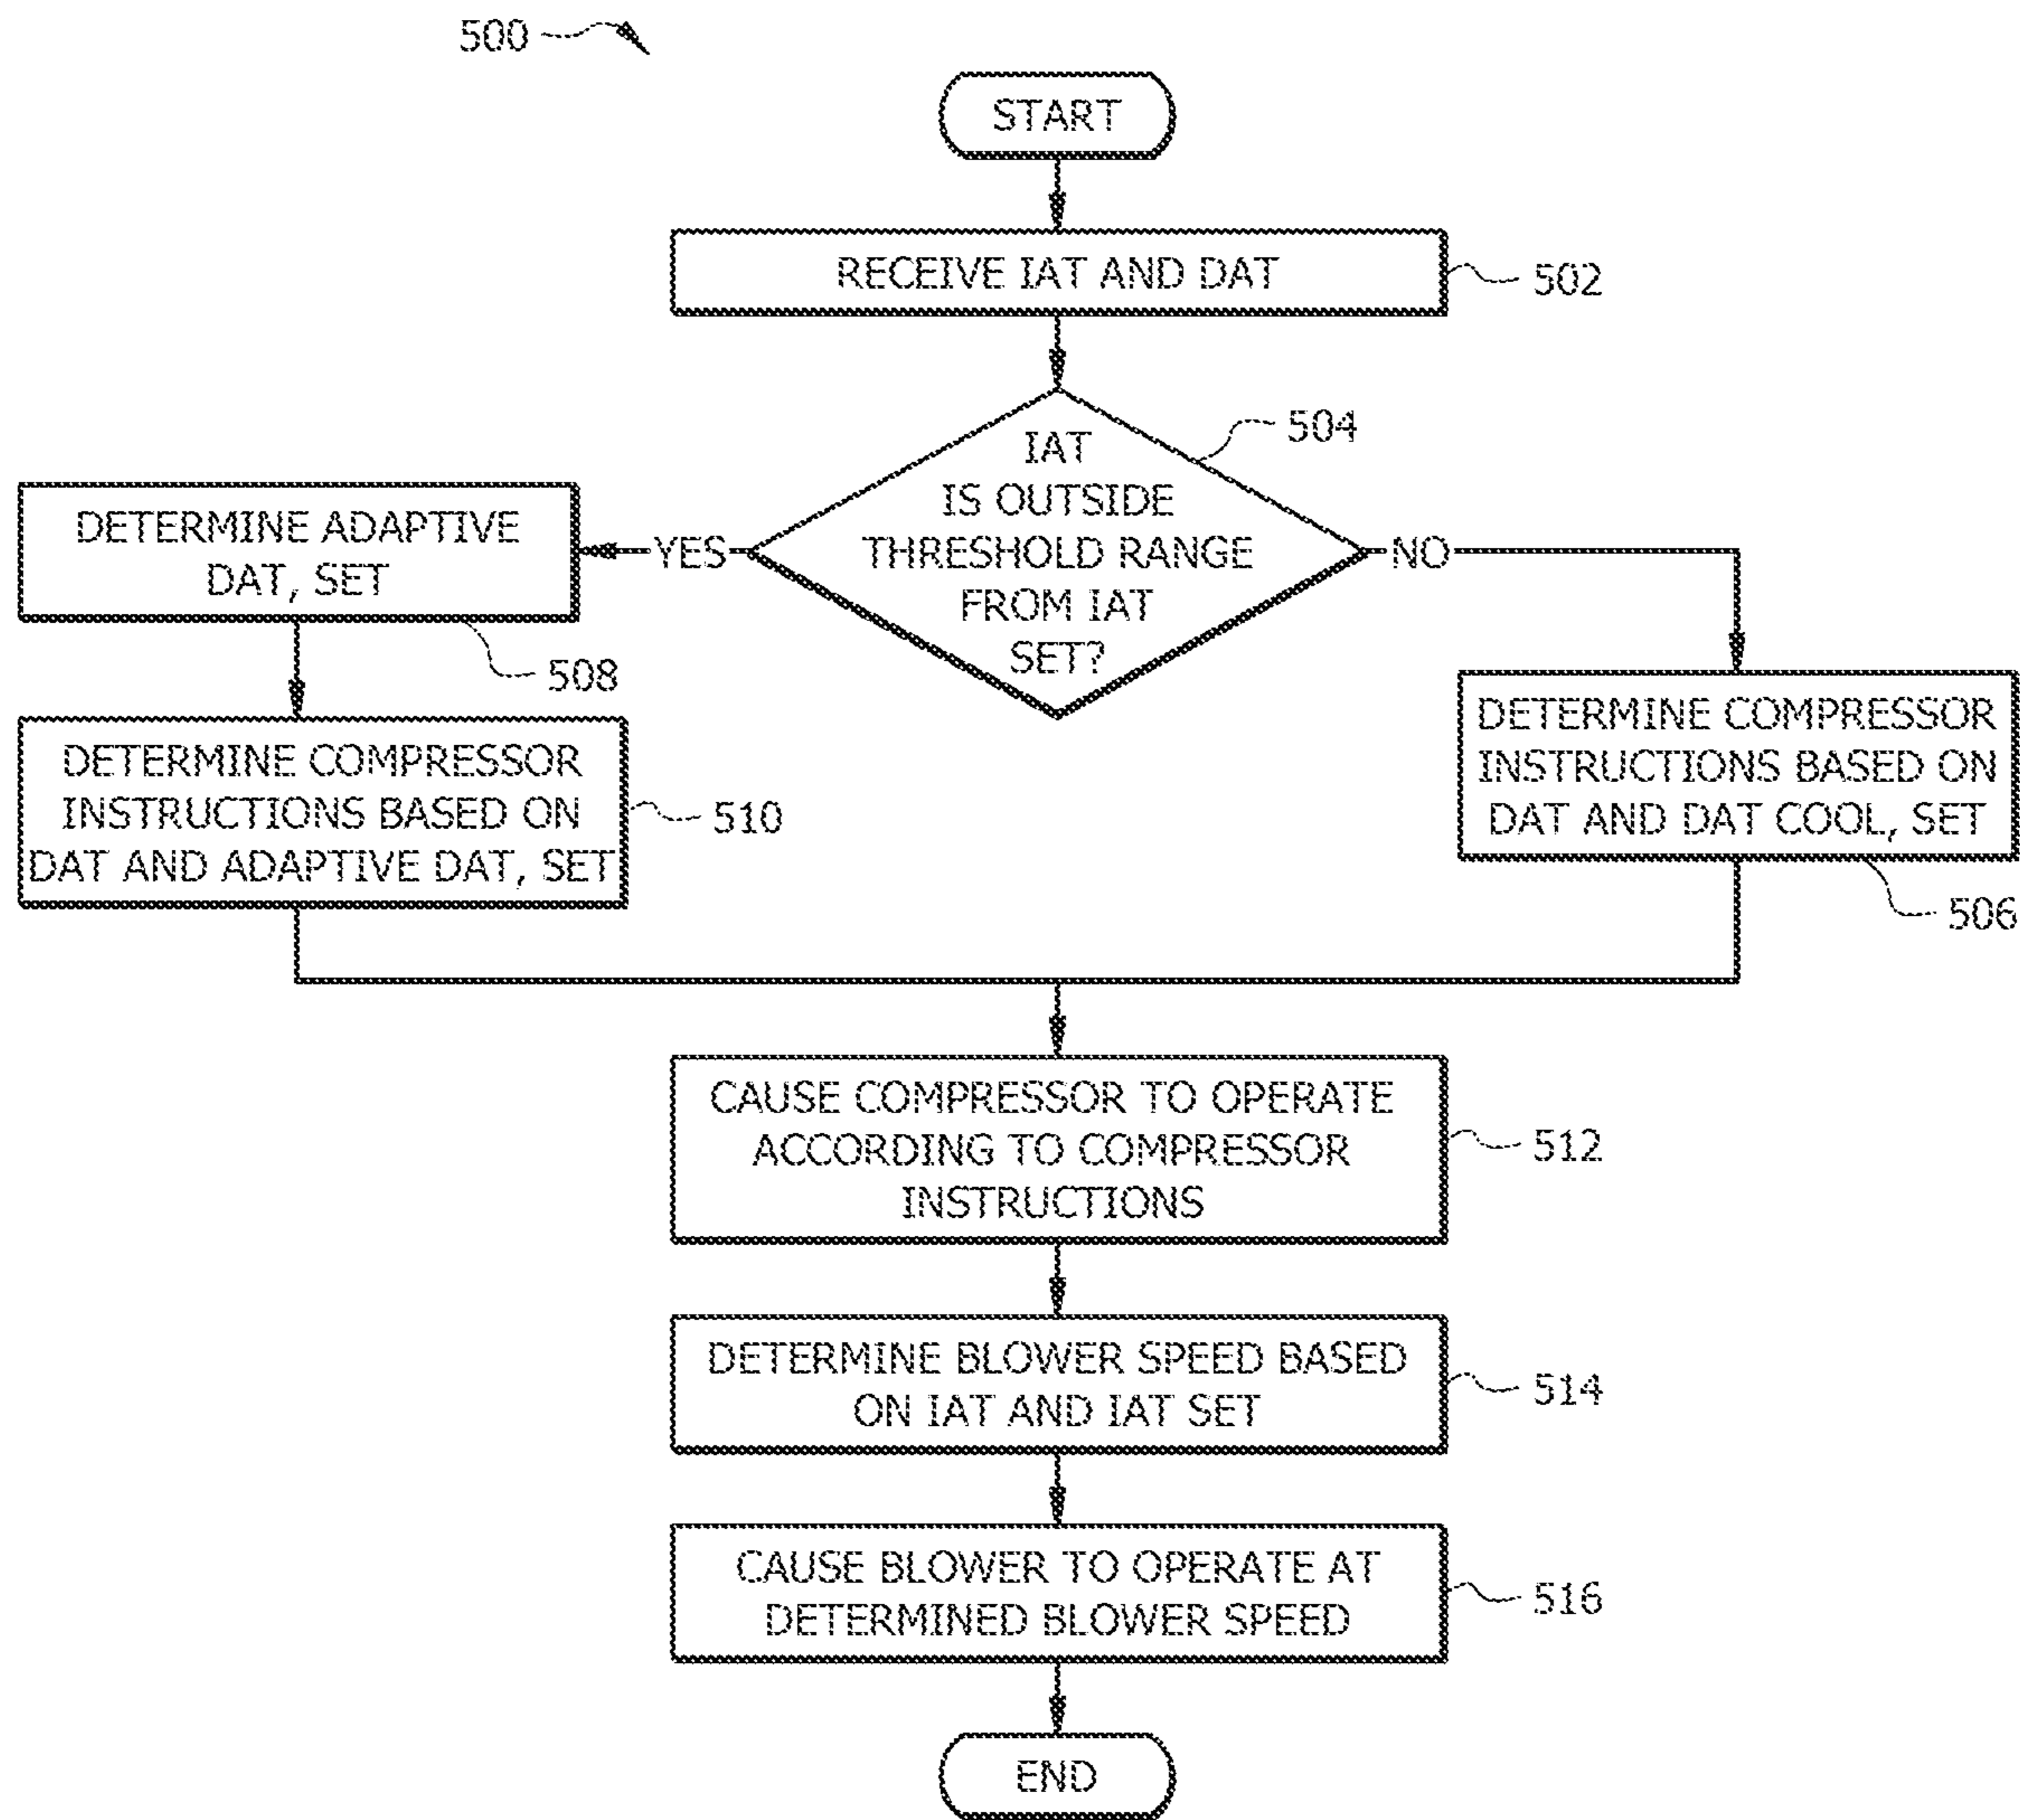 500
START
RECEIVE IAT AND DAT
502
504
IAT
IS OUTSIDE
THRESHOLD RANGE
FROM IAT
SET?
YES
NO
DETERMINE ADAPTIVE
DAT, SET
508
DETERMINE COMPRESSOR
INSTRUCTIONS BASED ON
DAT AND ADAPTIVE DAT, SET
510
DETERMINE COMPRESSOR
INSTRUCTIONS BASED ON
DAT AND DAT COOL, SET
506
CAUSE COMPRESSOR TO OPERATE
ACCORDING TO COMPRESSOR
INSTRUCTIONS
512
DETERMINE BLOWER SPEED BASED
ON IAT AND IAT SET
514
CAUSE BLOWER TO OPERATE AT
DETERMINED BLOWER SPEED
516
END